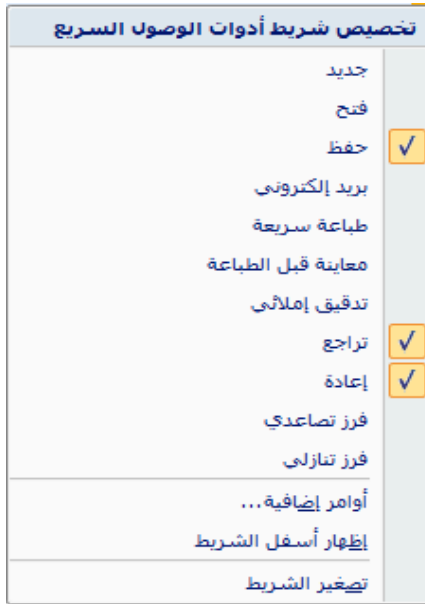 تخصيص شريط أدوات الوصول السريع
جديد
فتح
حفظ
بريد إلكتروني
طباعة سريعة
معاينة قبل الطباعة
تدقيق إملائي
تراجع
إعادة
فرز تصاعدي
فرز تنازلي
أوامر إضافية...
إظهار أسفل الشريط
تصغير الشريط